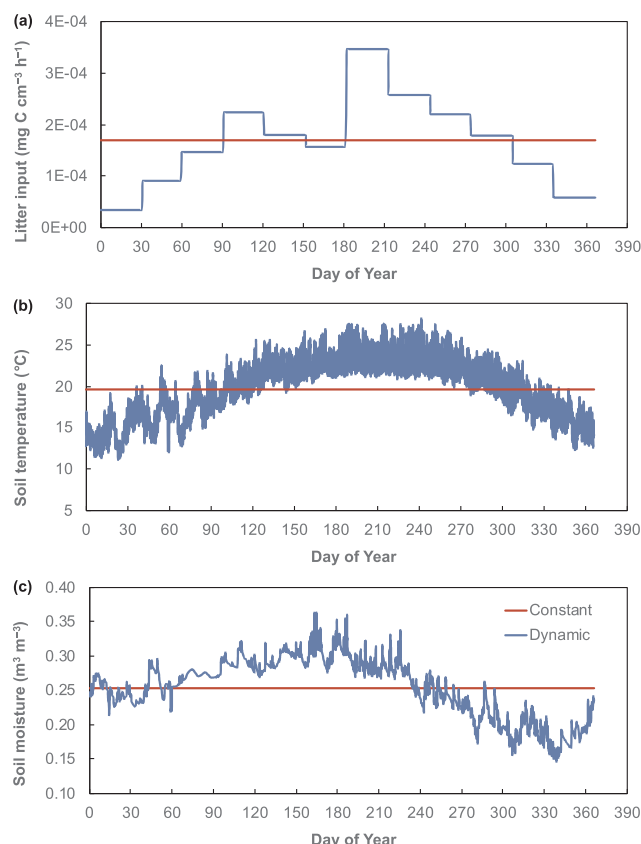 (a)
Litter input (mg C cm⁻³ h⁻¹)
4E-04
3E-04
2E-04
1E-04
0E+00
0 30 60 90 120 150 180 210 240 270 300 330 360 390
Day of Year
(b)
Soil temperature (°C)
30
25
20
15
10
5
0 30 60 90 120 150 180 210 240 270 300 330 360 390
Day of Year
(c)
Soil moisture (m³ m⁻³)
0.40
0.35
0.30
0.25
0.20
0.15
0.10
Constant
Dynamic
0 30 60 90 120 150 180 210 240 270 300 330 360 390
Day of Year